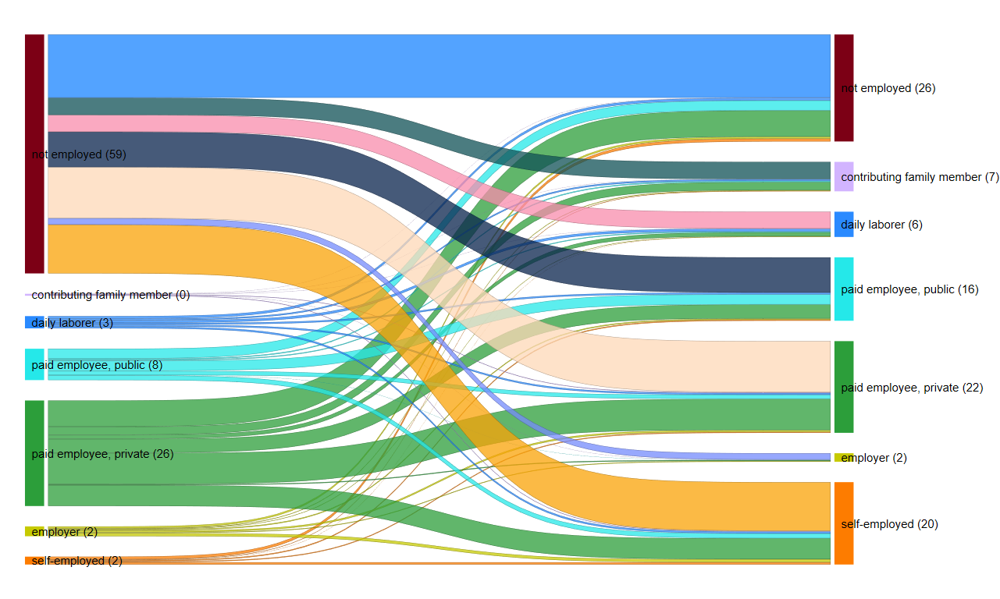 not employed (59)
contributing family member (0)
daily laborer (3)
paid employee, public (8)
paid employee, private (26)
employer (2)
self-employed (2)
not employed (26)
contributing family member (7)
daily laborer (6)
paid employee, public (16)
paid employee, private (22)
employer (2)
self-employed (20)